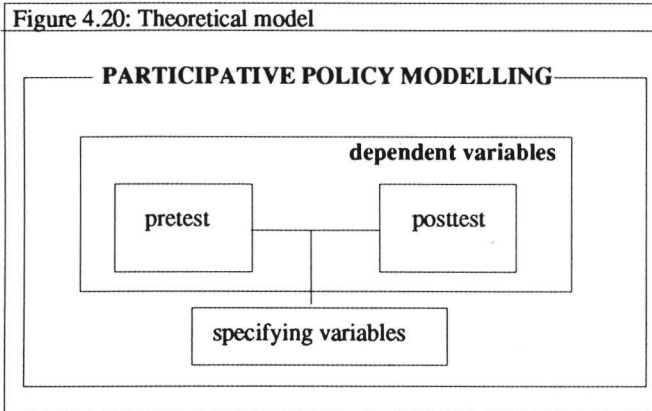 Figure 4.20: Theoretical model
PARTICIPATIVE POLICY MODELLING
dependent variables
pretest
posttest
specifying variables